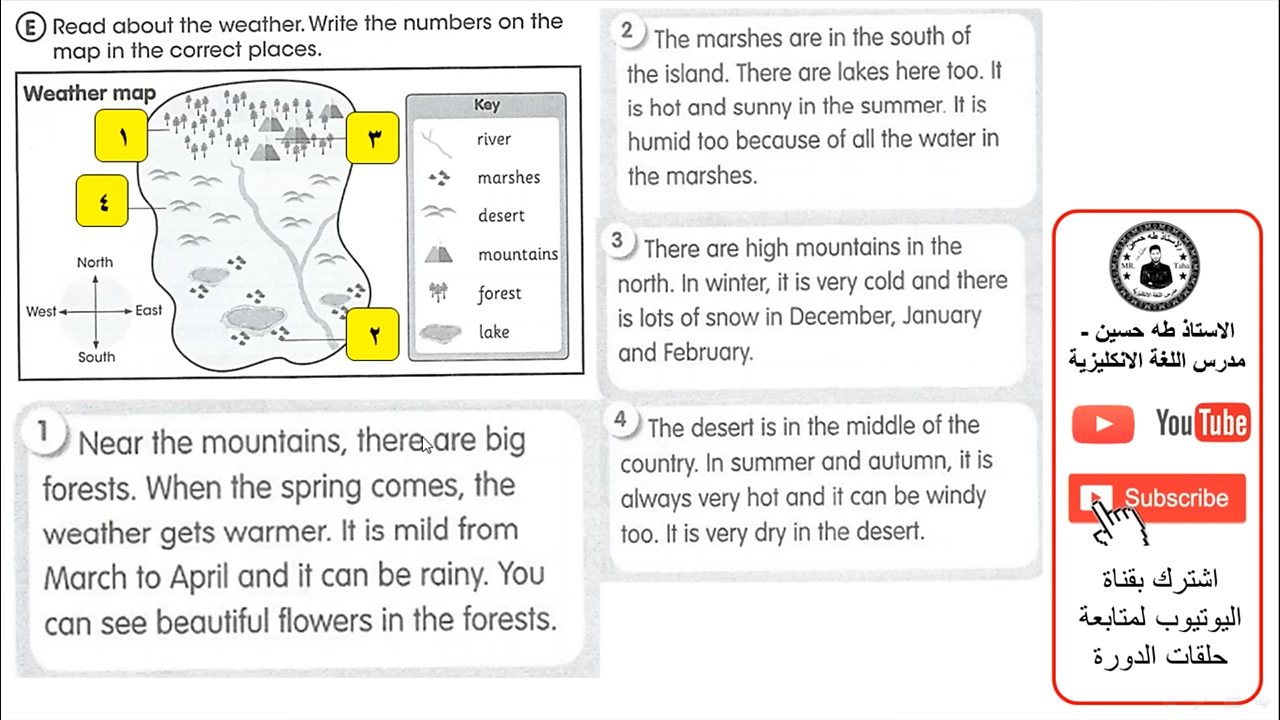 E Read about the weather. Write the numbers on the
map in the correct places.
Weather map
١
٣
٤
٢
North
West
East
South
Key
river
marshes
desert
mountains
forest
lake
1
Near the mountains, there are big
forests. When the spring comes, the
weather gets warmer. It is mild from
March to April and it can be rainy. You
can see beautiful flowers in the forests.
2
The marshes are in the south of
the island. There are lakes here too. It
is hot and sunny in the summer. It is
humid too because of all the water in
the marshes.
3
There are high mountains in the
north. In winter, it is very cold and there
is lots of snow in December, January
and February.
4
The desert is in the middle of the
country. In summer and autumn, it is
always very hot and it can be windy
too. It is very dry in the desert.
الاستاذ طه حسين
MR. Taha
مدرس اللغة الانكليزية
الاستاذ طه حسين -
مدرس اللغة الانكليزية
YouTube
Subscribe
اشترك بقناة
اليوتيوب لمتابعة
حلقات الدورة